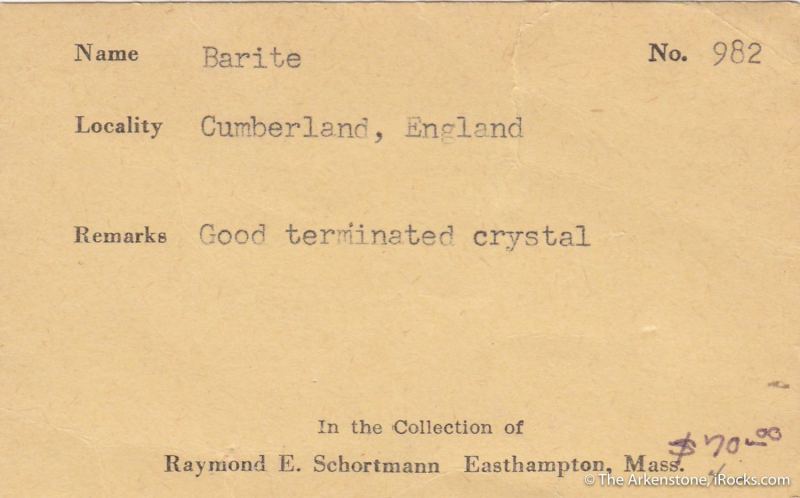 Name Barite No. 982
Locality Cumberland, England
Remarks Good terminated crystal
In the Collection of
Raymond E. Schortmann Easthampton, Mass.
$70.00
© The Arkenstone/iRocks.com